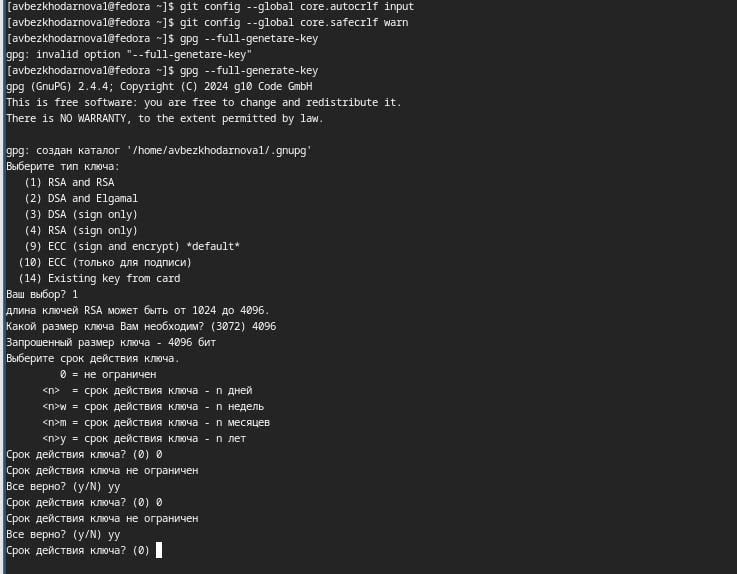 [avbezkhodarnova1@fedora ~]$ git config --global core.autocrlf input
[avbezkhodarnova1@fedora ~]$ git config --global core.safecrlf warn
[avbezkhodarnova1@fedora ~]$ gpg --full-genetare-key
gpg: invalid option "--full-genetare-key"
[avbezkhodarnova1@fedora ~]$ gpg --full-generate-key
gpg (GnuPG) 2.4.4; Copyright (C) 2024 g10 Code GmbH
This is free software: you are free to change and redistribute it.
There is NO WARRANTY, to the extent permitted by law.

gpg: создан каталог '/home/avbezkhodarnova1/.gnupg'
Выберите тип ключа:
   (1) RSA and RSA
   (2) DSA and Elgamal
   (3) DSA (sign only)
   (4) RSA (sign only)
   (9) ECC (sign and encrypt) *default*
  (10) ECC (только для подписи)
  (14) Existing key from card
Ваш выбор? 1
длина ключей RSA может быть от 1024 до 4096.
Какой размер ключа Вам необходим? (3072) 4096
Запрошенный размер ключа - 4096 бит
Выберите срок действия ключа.
         0 = не ограничен
      <n>  = срок действия ключа - n дней
      <n>w = срок действия ключа - n недель
      <n>m = срок действия ключа - n месяцев
      <n>y = срок действия ключа - n лет
Срок действия ключа? (0) 0
Срок действия ключа не ограничен
Все верно? (y/N) yy
Срок действия ключа? (0) 0
Срок действия ключа не ограничен
Все верно? (y/N) yy
Срок действия ключа? (0)